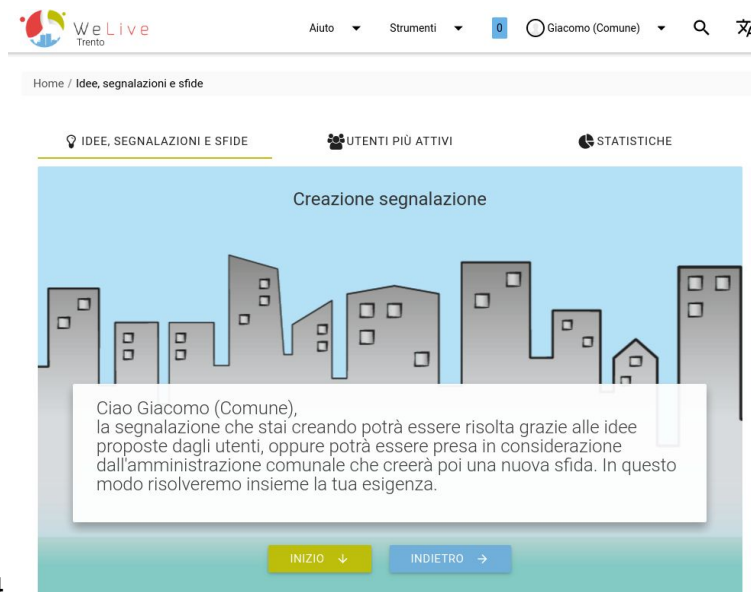 WeLive
Trento
Aiuto
Strumenti
0
Giacomo (Comune)
Home / Idee, segnalazioni e sfide
IDEE, SEGNALAZIONI E SFIDE
UTENTI PIÙ ATTIVI
STATISTICHE
Creazione segnalazione
Ciao Giacomo (Comune),
la segnalazione che stai creando potrà essere risolta grazie alle idee
proposte dagli utenti, oppure potrà essere presa in considerazione
dall'amministrazione comunale che creerà poi una nuova sfida. In questo
modo risolveremo insieme la tua esigenza.
INIZIO
INDIETRO